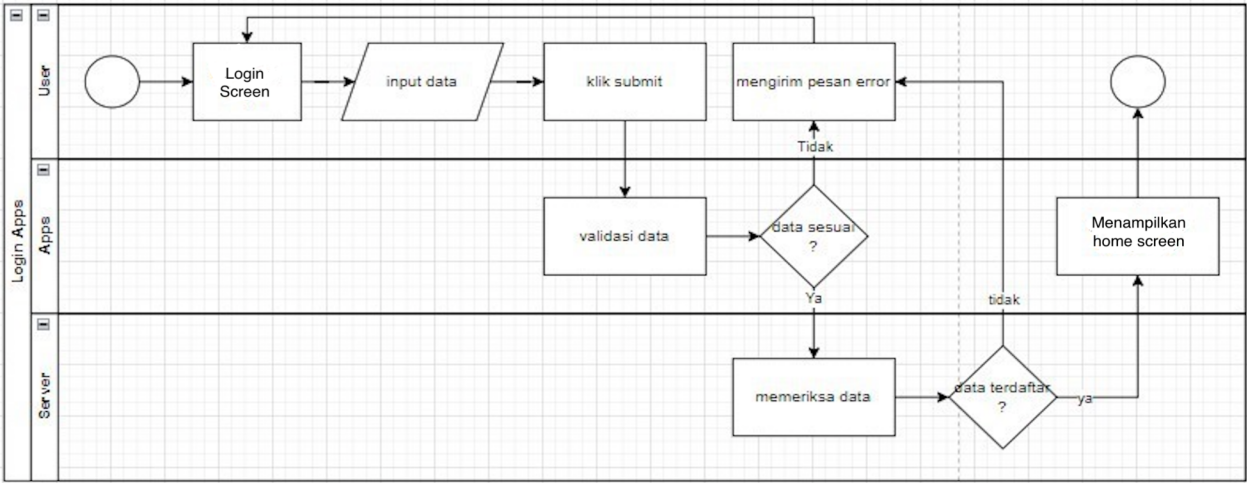 Login Apps
User
Login
Screen
input data
klik submit
mengirim pesan error
Tidak
Apps
validasi data
data sesuai
?
Menampilkan
home screen
Ya
tidak
Server
memeriksa data
data terdaftar
?
ya